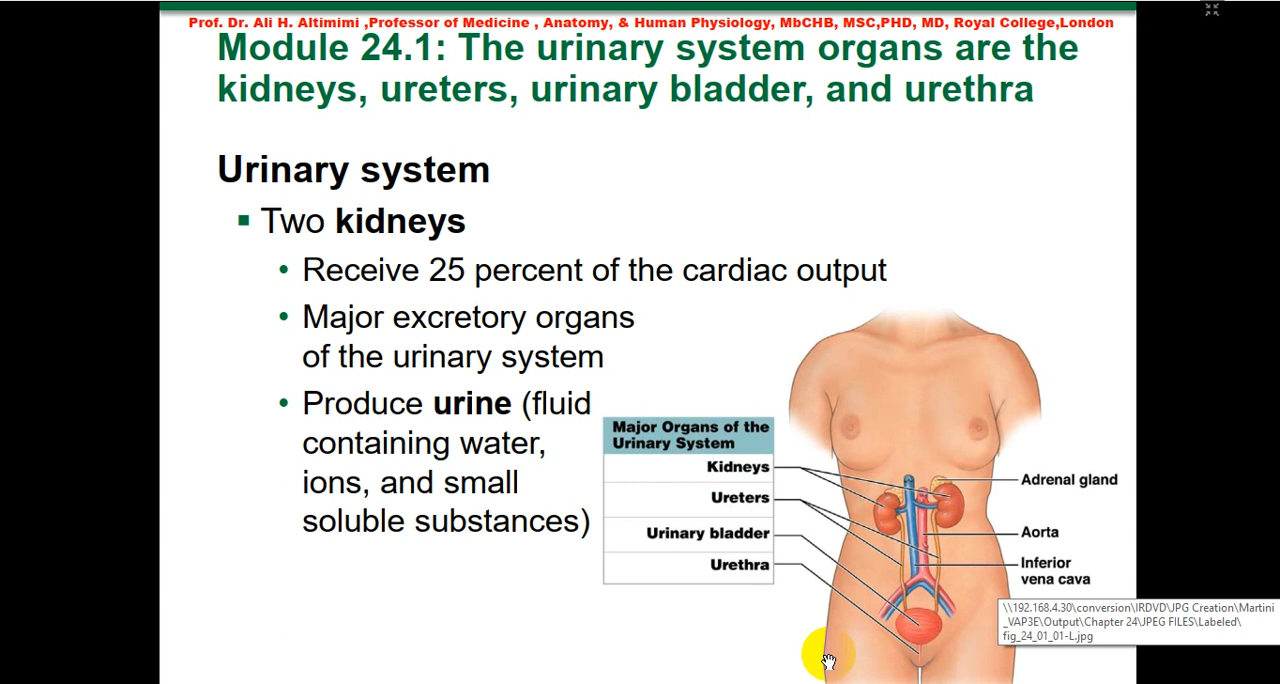 Prof. Dr. Ali H. Altimimi ,Professor of Medicine , Anatomy, & Human Physiology, MbCHB, MSC,PHD, MD, Royal College,London
Module 24.1: The urinary system organs are the
kidneys, ureters, urinary bladder, and urethra
Urinary system
▪ Two kidneys
• Receive 25 percent of the cardiac output
• Major excretory organs
of the urinary system
• Produce urine (fluid
containing water,
ions, and small
soluble substances)
Major Organs of the
Urinary System
Kidneys
Ureters
Urinary bladder
Urethra
Adrenal gland
Aorta
Inferior
vena cava
\\192.168.4.30\conversion\IRDVD\JPG Creation\Martini
_VAP3E\Output\Chapter 24\JPEG FILES\Labeled\
fig_24_01_01-L.jpg